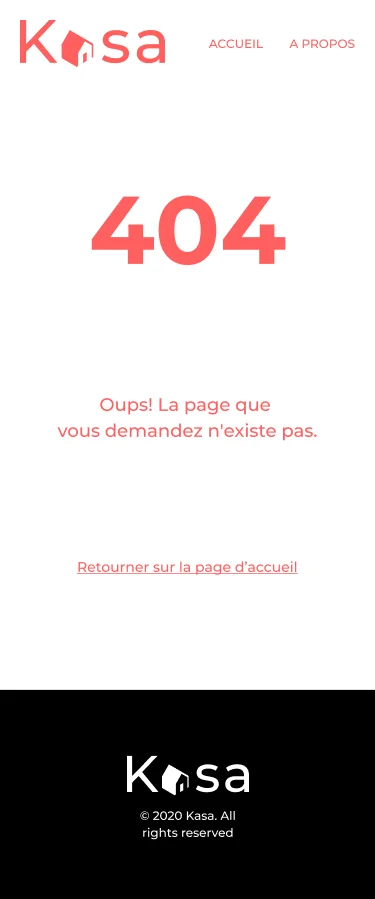 Kasa
ACCUEIL A PROPOS
404
Oups! La page que
vous demandez n'existe pas.
Retourner sur la page d’accueil
Kasa
© 2020 Kasa. All
rights reserved